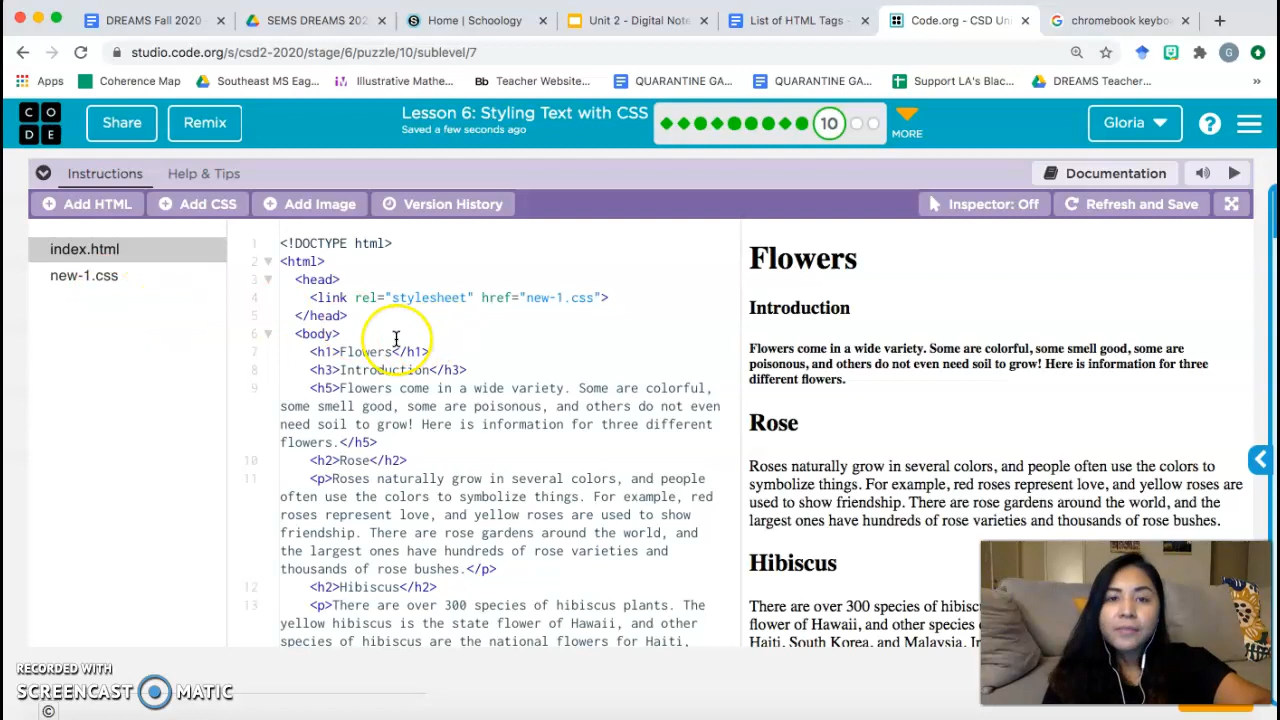 DREAMS Fall 2020
SEMS DREAMS 202
Home | Schoology
Unit 2 - Digital Not
List of HTML Tags -
Code.org - CSD Un
chromebook keybo
studio.code.org/s/csd2-2020/stage/6/puzzle/10/sublevel/7
G
Apps
Coherence Map
Southeast MS Eag...
Illustrative Mathe...
Bb Teacher Website...
QUARANTINE GA...
QUARANTINE GA...
Support LA's Blac...
DREAMS Teacher...
»
C O D E
Share
Remix
Lesson 6: Styling Text with CSS
Saved a few seconds ago
10
MORE
Gloria
?
Instructions
Help & Tips
Documentation
Add HTML
Add CSS
Add Image
Version History
Inspector: Off
Refresh and Save
index.html
new-1.css
1 <!DOCTYPE html>
2 <html>
3 <head>
4 <link rel="stylesheet" href="new-1.css">
5 </head>
6 <body>
7 <h1>Flowers</h1>
8 <h3>Introduction</h3>
9 <h5>Flowers come in a wide variety. Some are colorful,
some smell good, some are poisonous, and others do not even
need soil to grow! Here is information for three different
flowers.</h5>
10 <h2>Rose</h2>
11 <p>Roses naturally grow in several colors, and people
often use the colors to symbolize things. For example, red
roses represent love, and yellow roses are used to show
friendship. There are rose gardens around the world, and
the largest ones have hundreds of rose varieties and
thousands of rose bushes.</p>
12 <h2>Hibiscus</h2>
13 <p>There are over 300 species of hibiscus plants. The
yellow hibiscus is the state flower of Hawaii, and other
species of hibiscus are the national flowers for Haiti,
Flowers
Introduction
Flowers come in a wide variety. Some are colorful, some smell good, some are
poisonous, and others do not even need soil to grow! Here is information for three
different flowers.
Rose
Roses naturally grow in several colors, and people often use the colors to
symbolize things. For example, red roses represent love, and yellow roses are
used to show friendship. There are rose gardens around the world, and the
largest ones have hundreds of rose varieties and thousands of rose bushes.
Hibiscus
There are over 300 species of hibisc
flower of Hawaii, and other species
Haiti, South Korea, and Malaysia. I
RECORDED WITH
SCREENCAST MATIC
©